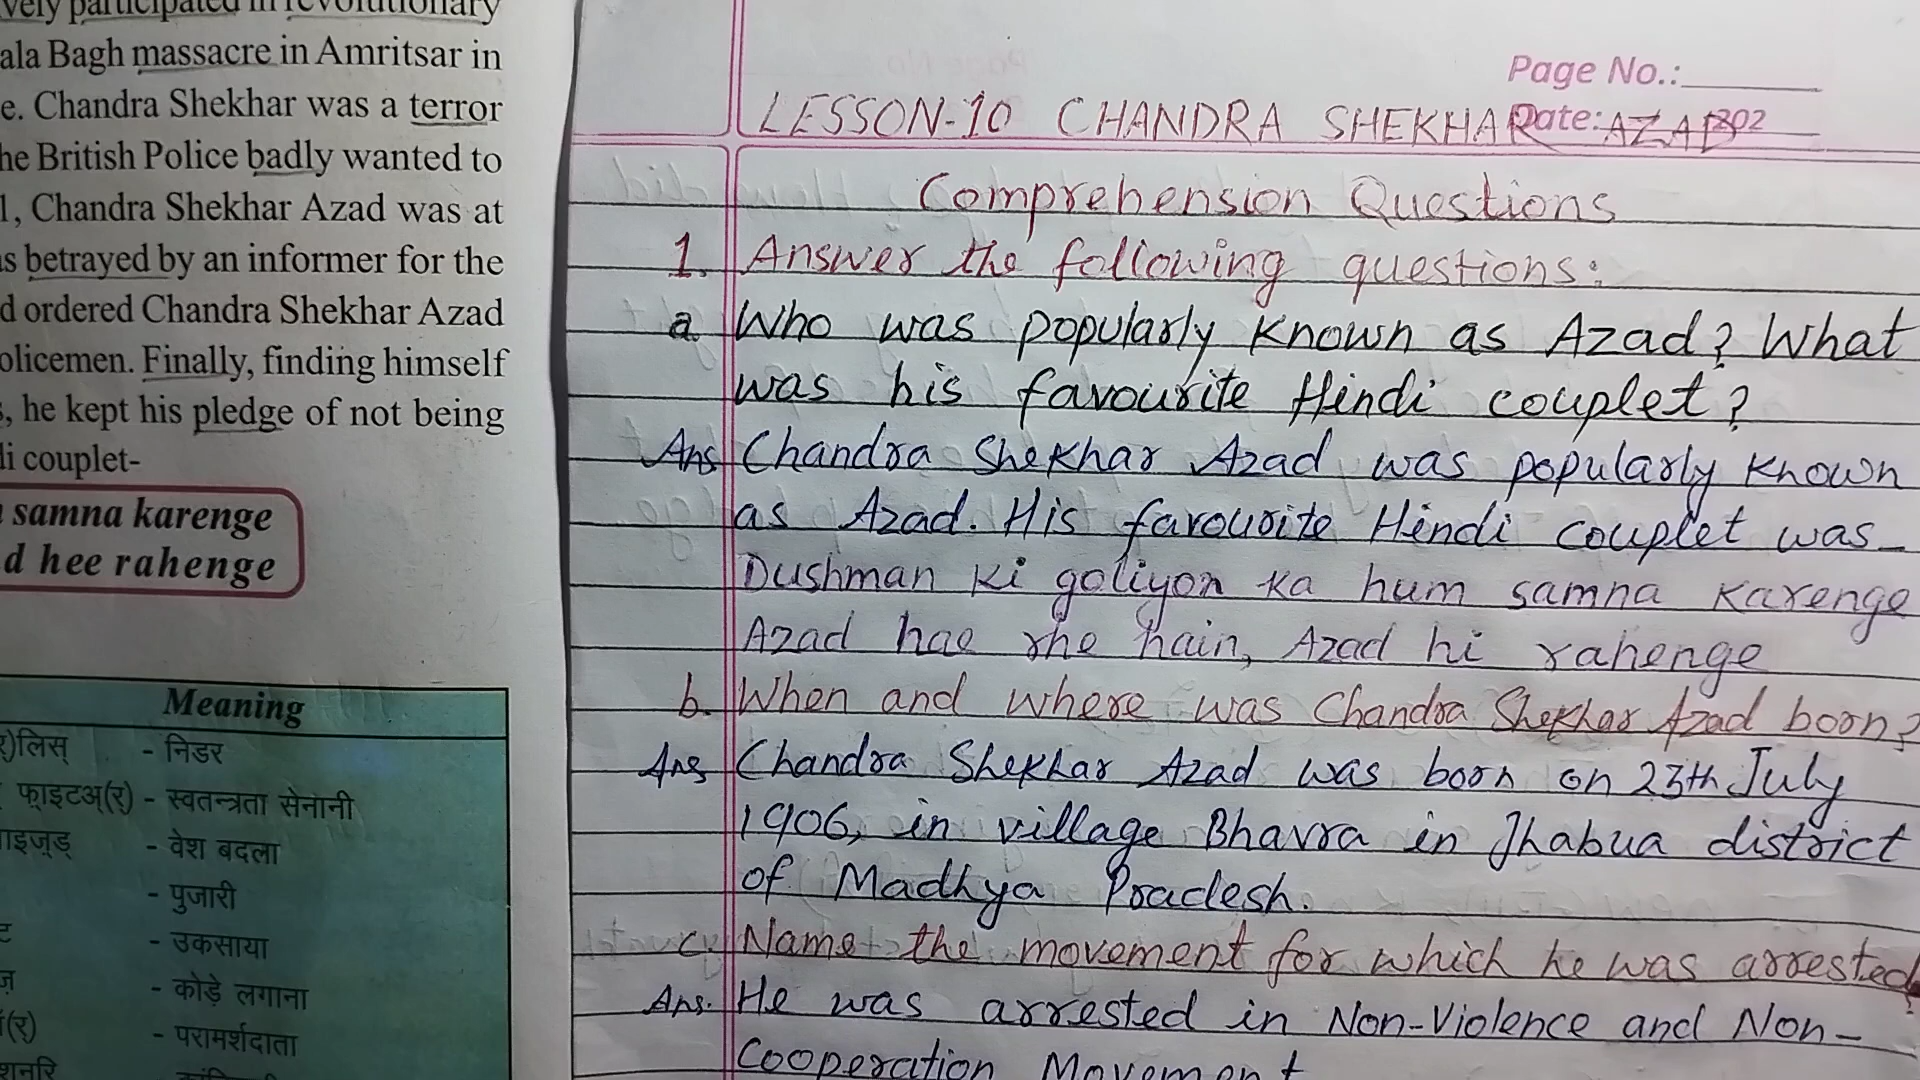 participated in revolutionary
ala Bagh massacre in Amritsar in
e. Chandra Shekhar was a terror
he British Police badly wanted to
1, Chandra Shekhar Azad was at
s betrayed by an informer for the
d ordered Chandra Shekhar Azad
olicemen. Finally, finding himself
s, he kept his pledge of not being
li couplet-
samna karenge
d hee rahenge
Meaning
र)लिस् - निडर
फ़ाइटअ(र) - स्वतन्त्रता सेनानी
गाइज़्ड् - वेश बदला
- पुजारी
- उकसाया
- कोड़े लगाना
(र) - परामर्शदाता
Page No.:
Date: 202
LESSON-10 CHANDRA SHEKHAR AZAD
Comprehension Questions
1. Answer the following questions:
a. Who was popularly known as Azad? What
was his favourite Hindi couplet?
Ans Chandra Shekhar Azad was popularly known
as Azad. His favourite Hindi couplet was-
Dushman ki goliyon ka hum samna karenge
Azad hae rhe hain, Azad hi rahenge
b. When and where was Chandra Shekhar Azad born?
Ans Chandra Shekhar Azad was born on 23th July
1906, in village Bhavra in Jhabua district
of Madhya Pradesh.
c. Name the movement for which he was arrested
Ans. He was arrested in Non-Violence and Non-
Cooperation Movement